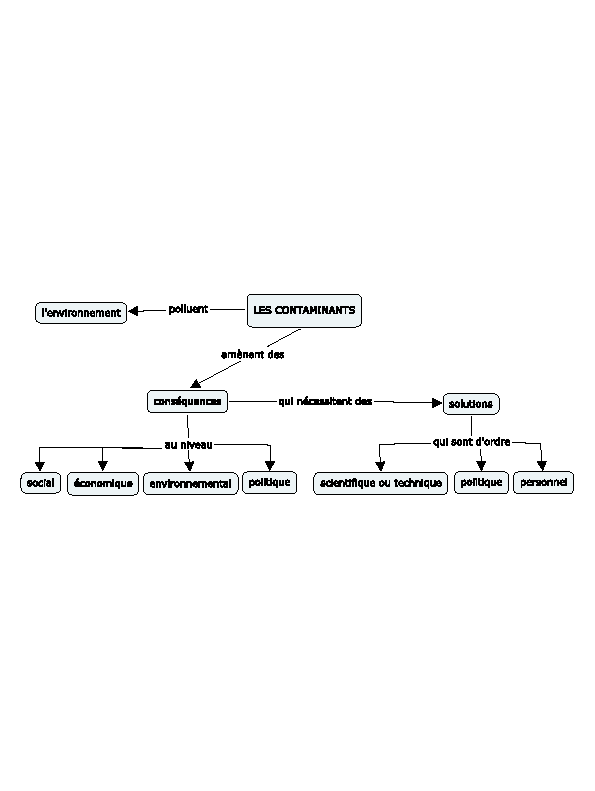 LES CONTAMINANTS
polluent
l'environnement
amènent des
conséquences
qui nécessitent des
solutions
au niveau
qui sont d'ordre
social
économique
environnemental
politique
scientifique ou technique
politique
personnel